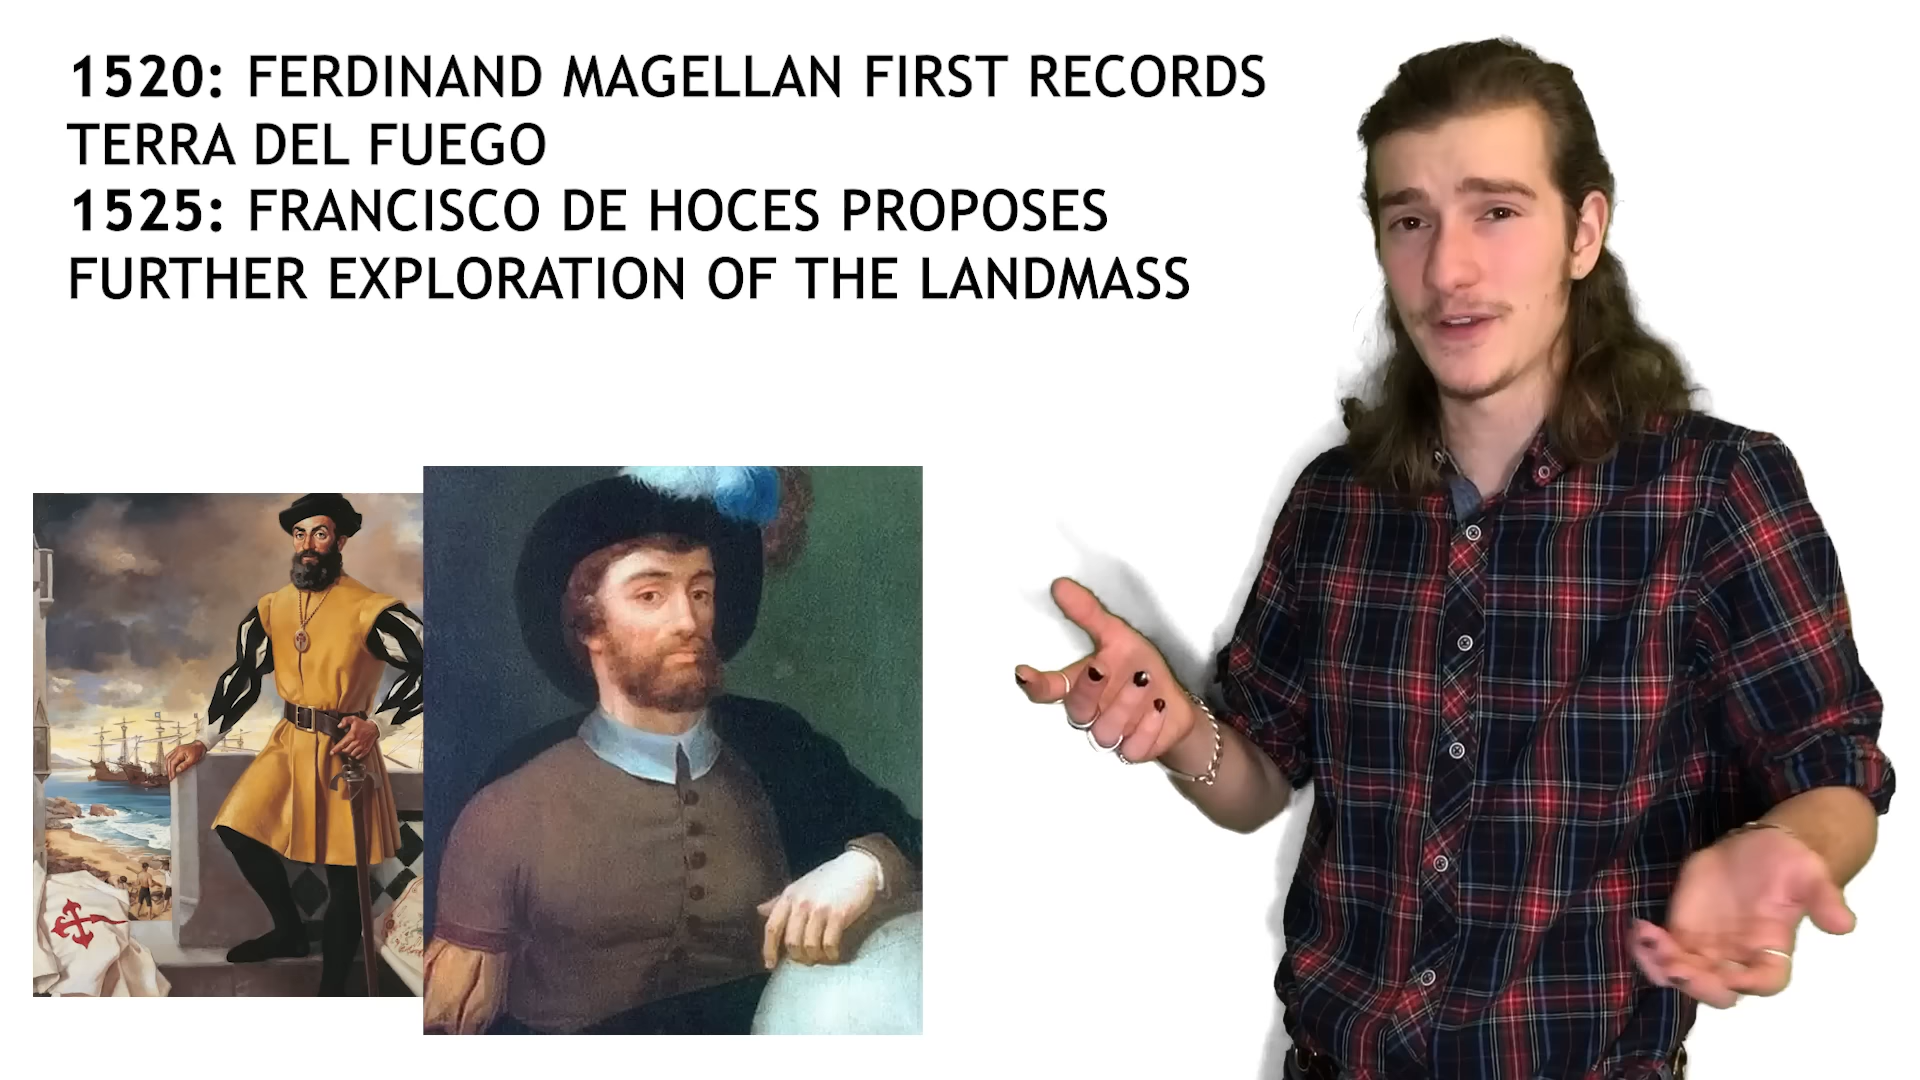 1520: FERDINAND MAGELLAN FIRST RECORDS
TERRA DEL FUEGO
1525: FRANCISCO DE HOCES PROPOSES
FURTHER EXPLORATION OF THE LANDMASS